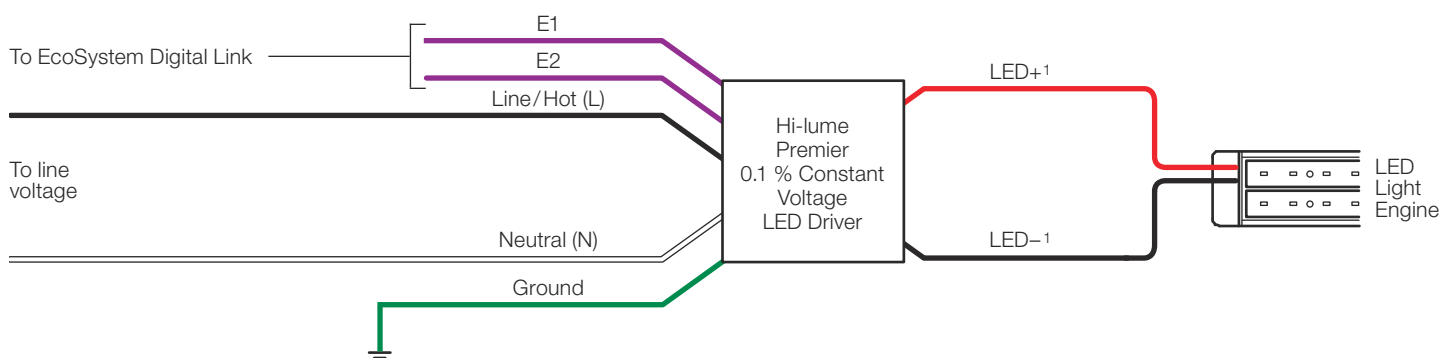 E1
To EcoSystem Digital Link
E2
Line/Hot (L)
To line
voltage
Neutral (N)
Ground
Hi-lume
Premier
0.1 % Constant
Voltage
LED Driver
LED+¹
LED−¹
LED
Light
Engine